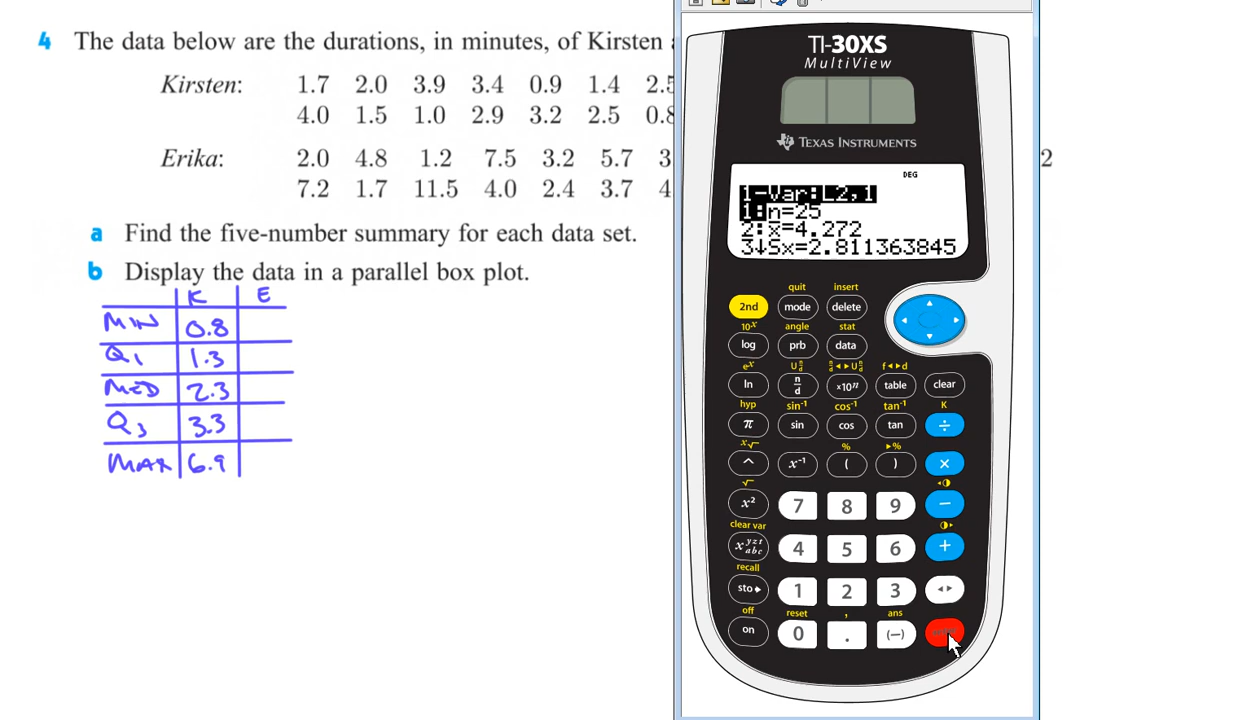 4 The data below are the durations, in minutes, of Kirsten
Kirsten: 1.7 2.0 3.9 3.4 0.9 1.4 2.5
4.0 1.5 1.0 2.9 3.2 2.5 0.8
Erika: 2.0 4.8 1.2 7.5 3.2 5.7 3 2
7.2 1.7 11.5 4.0 2.4 3.7 4
a Find the five-number summary for each data set.
b Display the data in a parallel box plot.
K E
MIN 0.8
Q1 1.3
MED 2.3
Q3 3.3
MAX 6.9
TI-30XS
MultiView
TEXAS INSTRUMENTS
DEG
1-Var:L2,1
1:n=25
2:x̄=4.272
3↓Sx=2.811363845
quit insert
2nd mode delete
10ˣ angle stat
log prb data
eˣ U n/d n/d◄►U n/d f◄►d
ln n/d ×10ⁿ table clear
hyp sin⁻¹ cos⁻¹ tan⁻¹ K
π sin cos tan ÷
ˣ√ % ►%
^ x⁻¹ ( ) ×
√
x² 7 8 9 −
clear var
x yzt abc 4 5 6 +
recall
sto► 1 2 3 ◄►
off reset , ans
on 0 . (−)